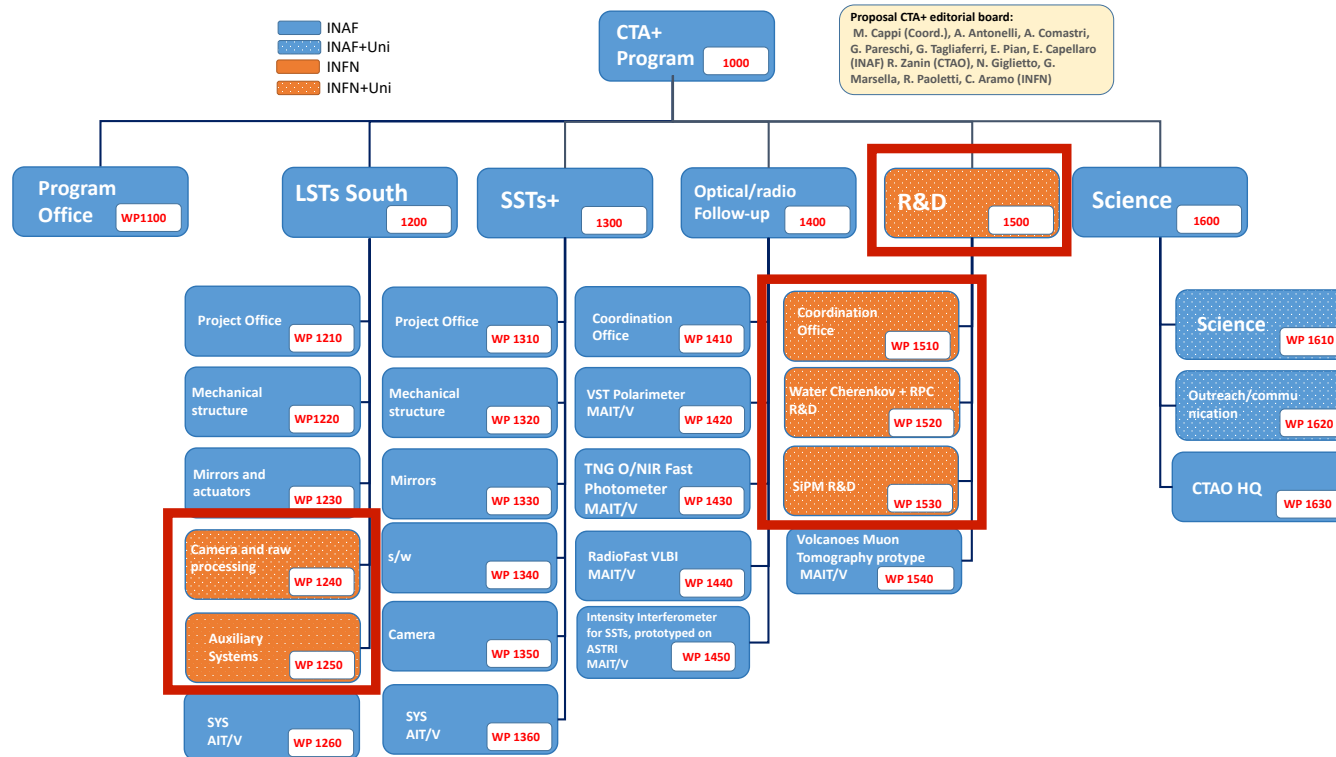 INAF
INAF+Uni
INFN
INFN+Uni
CTA+
Program
1000
Proposal CTA+ editorial board:
M. Cappi (Coord.), A. Antonelli, A. Comastri,
G. Pareschi, G. Tagliaferri, E. Pian, E. Capellaro
(INAF) R. Zanin (CTAO), N. Giglietto, G.
Marsella, R. Paoletti, C. Aramo (INFN)
Program
Office
WP1100
LSTs South
1200
SSTs+
1300
Optical/radio
Follow-up
1400
R&D
1500
Science
1600
Project Office
WP 1210
Mechanical
structure
WP1220
Mirrors and
actuators
WP 1230
Camera and raw
processing
WP 1240
Auxiliary
Systems
WP 1250
SYS
AIT/V
WP 1260
Project Office
WP 1310
Mechanical
structure
WP 1320
Mirrors
WP 1330
s/w
WP 1340
Camera
WP 1350
SYS
AIT/V
WP 1360
Coordination
Office
WP 1410
VST Polarimeter
MAIT/V
WP 1420
TNG O/NIR Fast
Photometer
MAIT/V
WP 1430
RadioFast VLBI
MAIT/V
WP 1440
Intensity Interferometer
for SSTs, prototyped on
ASTRI
MAIT/V
WP 1450
Coordination
Office
WP 1510
Water Cherenkov + RPC
R&D
WP 1520
SiPM R&D
WP 1530
Volcanoes Muon
Tomography protype
MAIT/V
WP 1540
Science
WP 1610
Outreach/commu
nication
WP 1620
CTAO HQ
WP 1630